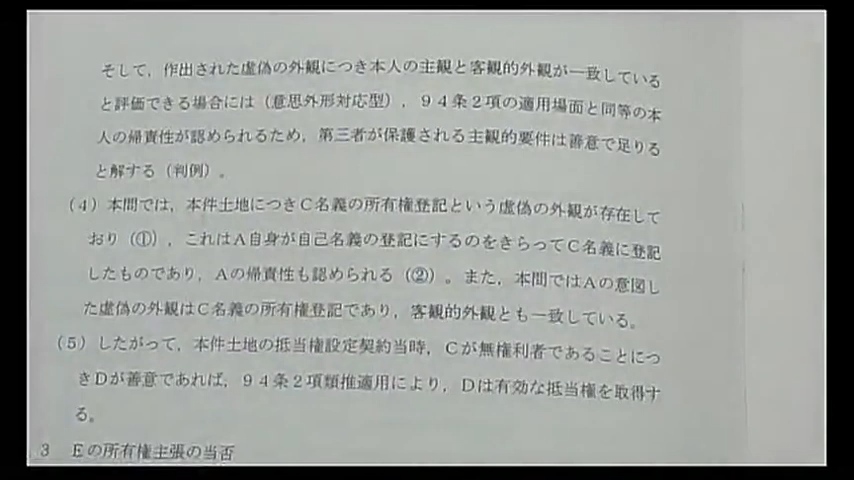 そして，作出された虚偽の外観につき本人の主観と客観的外観が一致している
と評価できる場合には（意思外形対応型），９４条２項の適用場面と同等の本
人の帰責性が認められるため，第三者が保護される主観的要件は善意で足りる
と解する（判例）。
（４）本問では，本件土地につきＣ名義の所有権登記という虚偽の外観が存在して
おり（①），これはＡ自身が自己名義の登記にするのをきらってＣ名義に登記
したものであり，Ａの帰責性も認められる（②）。また，本問ではＡの意図し
た虚偽の外観はＣ名義の所有権登記であり，客観的外観とも一致している。
（５）したがって，本件土地の抵当権設定契約当時，Ｃが無権利者であることにつ
きＤが善意であれば，９４条２項類推適用により，Ｄは有効な抵当権を取得す
る。
３　Ｅの所有権主張の当否